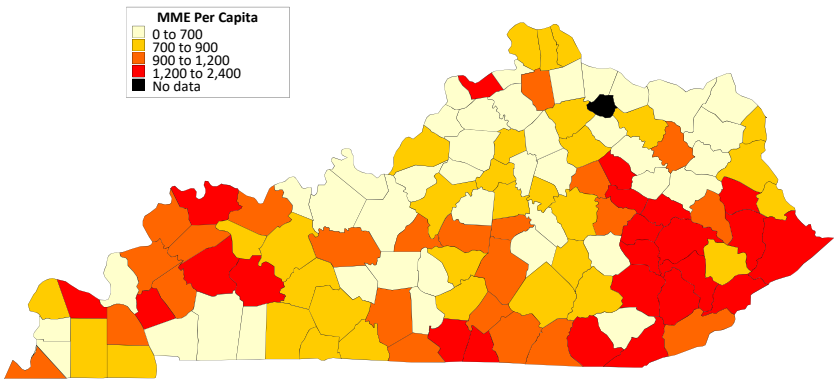 MME Per Capita
0 to 700
700 to 900
900 to 1,200
1,200 to 2,400
No data